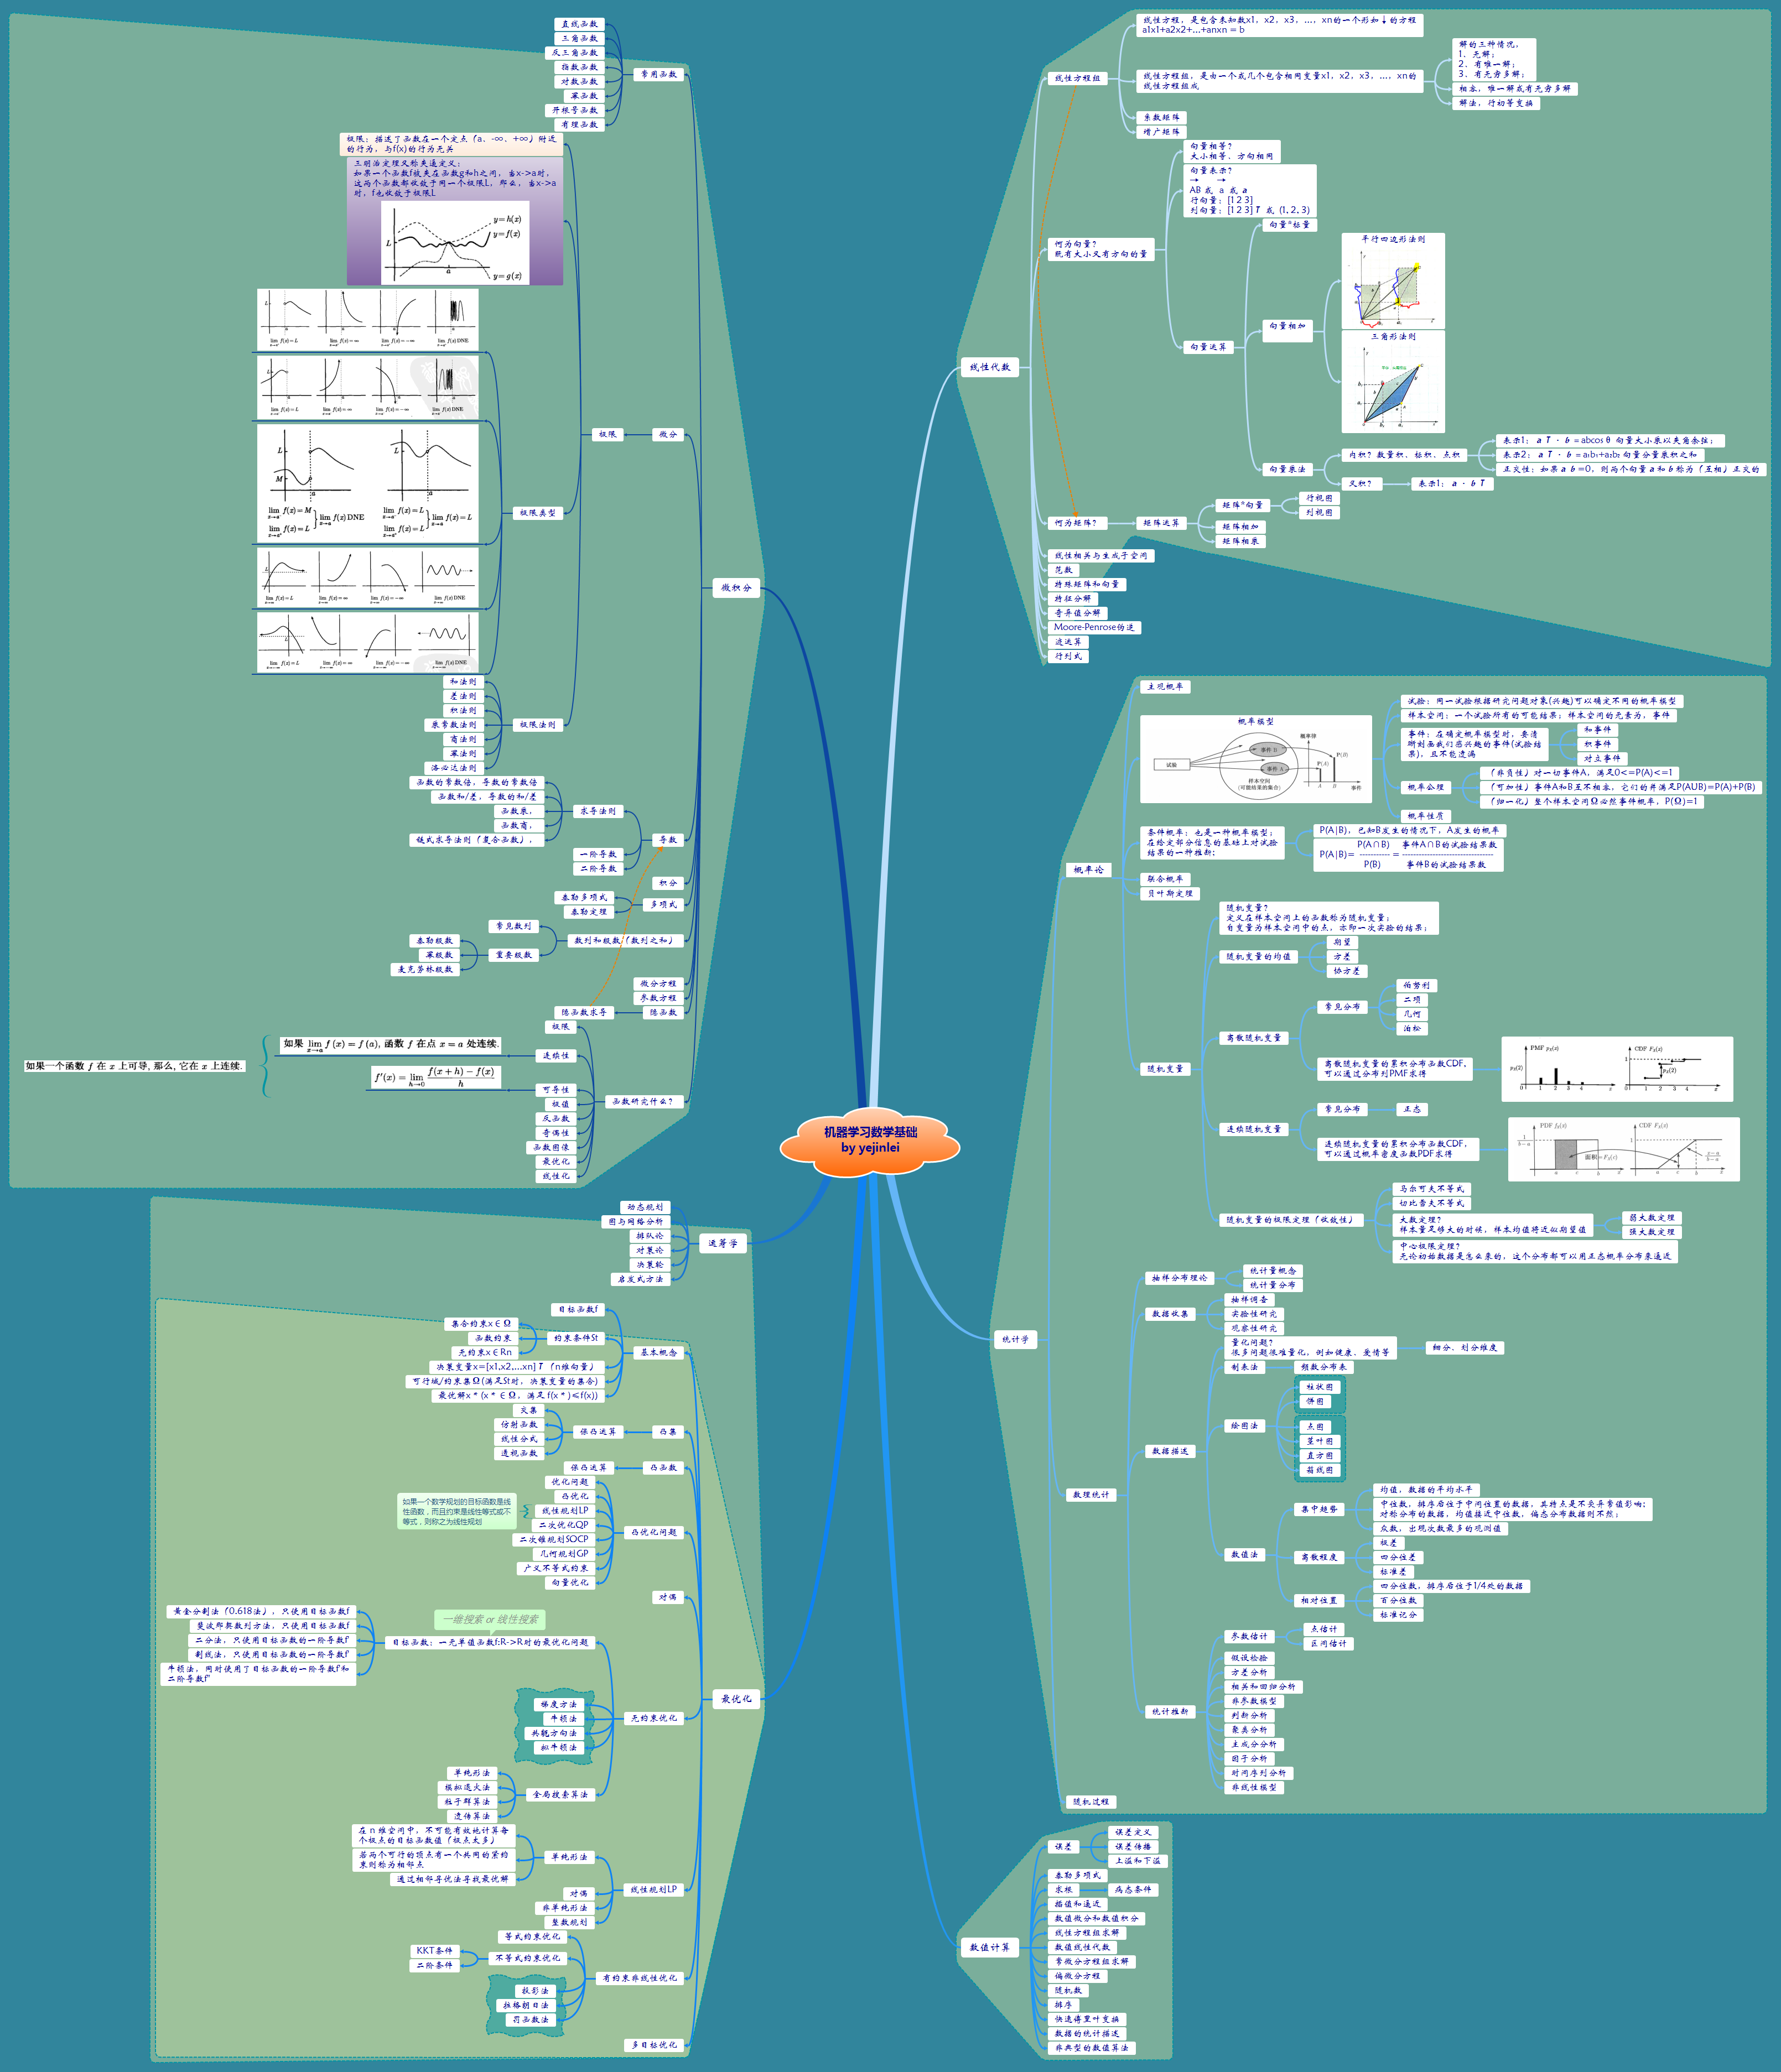 机器学习数学基础
by yejinlei
微积分
常用函数
直线函数
三角函数
反三角函数
指数函数
对数函数
幂函数
开根号函数
有理函数
微分
极限
极限：描述了函数在一个定点（a，-∞，+∞）附近
的行为，与f(x)的行为无关
三明治定理又称夹逼定义：
如果一个函数f被夹在函数g和h之间，当x->a时，
这两个函数都收敛于同一个极限L，那么，当x->a
时，f也收敛于极限L
y=h(x)
y=f(x)
y=g(x)
L
a
极限类型
极限法则
和法则
差法则
积法则
乘常数法则
商法则
幂法则
洛必达法则
导数
求导法则
函数的常数倍，导数的常数倍
函数和/差，导数的和/差
函数乘，
函数商，
链式求导法则（复合函数），
一阶导数
二阶导数
积分
多项式
泰勒多项式
泰勒定理
数列和级数（数列之和）
常见数列
重要级数
泰勒级数
幂级数
麦克劳林级数
微分方程
参数方程
隐函数
隐函数求导
函数研究什么？
极限
连续性
如果 lim f(x) = f(a), 函数 f 在点 x = a 处连续.
x→a
可导性
f'(x) = lim f(x+h) − f(x)
h→0 h
如果一个函数 f 在 x 上可导, 那么, 它在 x 上连续.
极值
反函数
奇偶性
函数图像
最优化
线性化
运筹学
动态规划
图与网络分析
排队论
对策论
决策轮
启发式方法
最优化
基本概念
目标函数f
约束条件St
集合约束x∈Ω
函数约束
无约束x∈Rn
决策变量x=[x1,x2,...xn]T（n维向量）
可行域/约束集Ω(满足St时，决策变量的集合)
最优解x*(x*∈Ω，满足 f(x*)≤f(x))
凸集
保凸运算
交集
仿射函数
线性分式
透视函数
凸函数
保凸运算
凸优化问题
优化问题
凸优化
线性规划LP
如果一个数学规划的目标函数是线
性函数，而且约束是线性等式或不
等式，则称之为线性规划
二次优化QP
二次锥规划SOCP
几何规划GP
广义不等式约束
向量优化
对偶
无约束优化
一维搜索 or 线性搜索
目标函数：一元单值函数f:R->R时的最优化问题
黄金分割法（0.618法），只使用目标函数f
斐波那契数列方法，只使用目标函数f
二分法，只使用目标函数的一阶导数f'
割线法，只使用目标函数的一阶导数f'
牛顿法，同时使用了目标函数的一阶导数f'和
二阶导数f''
梯度方法
牛顿法
共轭方向法
拟牛顿法
全局搜索算法
单纯形法
模拟退火法
粒子群算法
遗传算法
线性规划LP
单纯形法
在 n 维空间中，不可能有效地计算每
个极点的目标函数值（极点太多）
若两个可行的顶点有一个共同的紧约
束则称为相邻点
通过相邻寻优法寻找最优解
对偶
非单纯形法
整数规划
有约束非线性优化
等式约束优化
不等式约束优化
KKT条件
二阶条件
投影法
拉格朗日法
罚函数法
多目标优化
线性代数
线性方程组
线性方程，是包含未知数x1，x2，x3，...，xn的一个形如↓的方程
a1x1+a2x2+...+anxn = b
线性方程组，是由一个或几个包含相同变量x1，x2，x3，...，xn的
线性方程组成
解的三种情况，
1．无解；
2．有唯一解；
3．有无穷多解；
相容，唯一解或有无穷多解
解法，行初等变换
系数矩阵
增广矩阵
何为向量？
既有大小又有方向的量
向量相等？
大小相等、方向相同
向量表示？
→ →
AB 或 a 或 a
行向量：[1 2 3]
列向量：[1 2 3] T 或 (1, 2, 3)
向量运算
向量*标量
向量相加
平行四边形法则
三角形法则
向量乘法
内积？数量积、标积、点积
表示1：a T · b = abcosθ 向量大小乘以夹角余弦；
表示2：a T · b = a₁b₁+a₂b₂ 向量分量乘积之和
正交性：如果a b =0，则两个向量a和b称为（互相）正交的
叉积？
表示1：a · b T
何为矩阵？
矩阵运算
矩阵*向量
行视图
列视图
矩阵相加
矩阵相乘
线性相关与生成子空间
范数
特殊矩阵和向量
特征分解
奇异值分解
Moore-Penrose伪逆
迹运算
行列式
统计学
概率论
主观概率
概率模型
试验
事件 B
事件 A
样本空间
(可能结果的集合)
概率律
P(B)
P(A)
A B 事件
试验：同一试验根据研究问题对象(兴趣)可以确定不同的概率模型
样本空间：一个试验所有的可能结果；样本空间的元素为，事件
事件：在确定概率模型时，要清
晰刻画我们感兴趣的事件(试验结
果)，且不能遗漏
和事件
积事件
对立事件
概率公理
（非负性）对一切事件A，满足0<=P(A)<=1
（可加性）事件A和B互不相容，它们的并满足P(AUB)=P(A)+P(B)
（归一化）整个样本空间Ω必然事件概率，P(Ω)=1
概率性质
条件概率：也是一种概率模型；
在给定部分信息的基础上对试验
结果的一种推断；
P(A|B)，已知B发生的情况下，A发生的概率
P(A∩B) 事件A∩B的试验结果数
P(A|B)= ----------- = ---------------------------------
P(B) 事件B的试验结果数
联合概率
贝叶斯定理
随机变量
随机变量？
定义在样本空间上的函数称为随机变量；
自变量为样本空间中的点，亦即一次实验的结果；
随机变量的均值
期望
方差
协方差
离散随机变量
常见分布
伯努利
二项
几何
泊松
离散随机变量的累积分布函数CDF，
可以通过分布列PMF求得
PMF pX(x)
CDF FX(x)
连续随机变量
常见分布
正态
连续随机变量的累积分布函数CDF，
可以通过概率密度函数PDF求得
PDF fX(x)
CDF FX(x)
面积=FX(c)
随机变量的极限定理（收敛性）
马尔可夫不等式
切比雪夫不等式
大数定理？
样本量足够大的时候，样本均值将近似期望值
弱大数定理
强大数定理
中心极限定理？
无论初始数据是怎么来的，这个分布都可以用正态概率分布来逼近
数理统计
抽样分布理论
统计量概念
统计量分布
数据收集
抽样调查
实验性研究
观察性研究
数据描述
量化问题？
很多问题很难量化，例如健康、爱情等
细分、划分维度
制表法
频数分布表
绘图法
柱状图
饼图
点图
茎叶图
直方图
箱线图
数值法
集中趋势
均值，数据的平均水平
中位数，排序后位于中间位置的数据，其特点是不受异常值影响；
对称分布的数据，均值接近中位数，偏态分布数据则不然；
众数，出现次数最多的观测值
离散程度
极差
四分位差
标准差
相对位置
四分位数，排序后位于1/4处的数据
百分位数
标准记分
统计推断
参数估计
点估计
区间估计
假设检验
方差分析
相关和回归分析
非参数模型
判断分析
聚类分析
主成分分析
因子分析
时间序列分析
非线性模型
随机过程
数值计算
误差
误差定义
误差传播
上溢和下溢
泰勒多项式
求根
病态条件
插值和逼近
数值微分和数值积分
线性方程组求解
数值线性代数
常微分方程组求解
偏微分方程
随机数
排序
快速傅里叶变换
数据的统计描述
非典型的数值算法